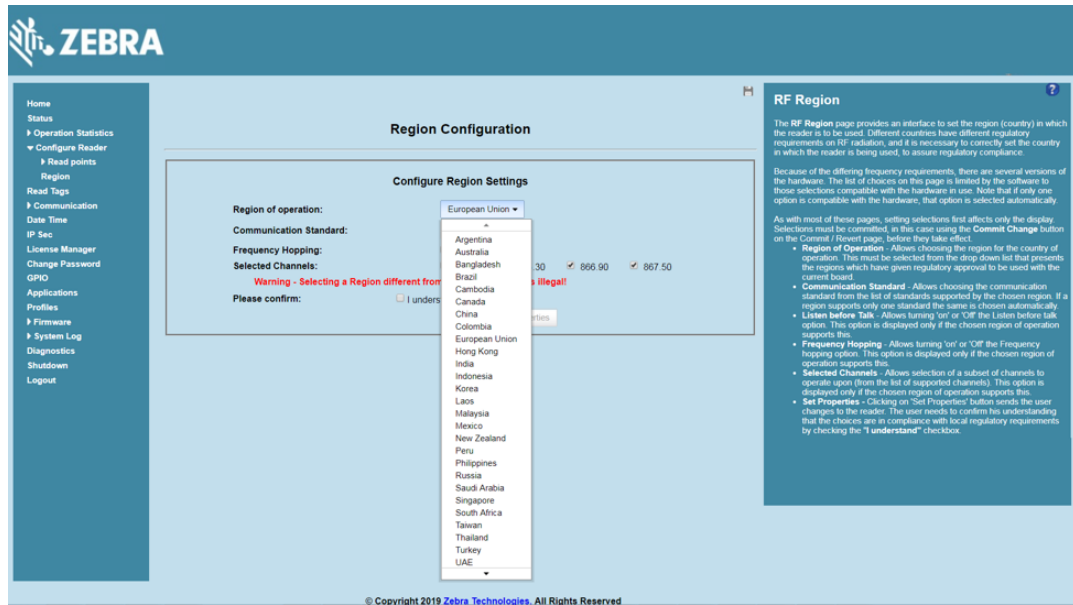 ZEBRA
Home
Status
Operation Statistics
Configure Reader
Read points
Region
Read Tags
Communication
Date Time
IP Sec
License Manager
Change Password
GPIO
Applications
Profiles
Firmware
System Log
Diagnostics
Shutdown
Logout
Region Configuration
Configure Region Settings
Region of operation: European Union
Communication Standard:
Frequency Hopping:
Selected Channels: .30 866.90 867.50
Warning - Selecting a Region different from s illegal!
Please confirm: I unders
erties
Argentina
Australia
Bangladesh
Brazil
Cambodia
Canada
China
Colombia
European Union
Hong Kong
India
Indonesia
Korea
Laos
Malaysia
Mexico
New Zealand
Peru
Philippines
Russia
Saudi Arabia
Singapore
South Africa
Taiwan
Thailand
Turkey
UAE
RF Region
?
The RF Region page provides an interface to set the region (country) in which
the reader is to be used. Different countries have different regulatory
requirements on RF radiation, and it is necessary to correctly set the country
in which the reader is being used, to assure regulatory compliance.
Because of the differing frequency requirements, there are several versions of
the hardware. The list of choices on this page is limited by the software to
those selections compatible with the hardware in use. Note that if only one
option is compatible with the hardware, that option is selected automatically.
As with most of these pages, setting selections first affects only the display.
Selections must be committed, in this case using the Commit Change button
on the Commit / Revert page, before they take effect.
• Region of Operation - Allows choosing the region for the country of
operation. This must be selected from the drop down list that presents
the regions which have given regulatory approval to be used with the
current board.
• Communication Standard - Allows choosing the communication
standard from the list of standards supported by the chosen region. If a
region supports only one standard the same is chosen automatically.
• Listen before Talk - Allows turning 'on' or 'Off' the Listen before talk
option. This option is displayed only if the chosen region of operation
supports this.
• Frequency Hopping - Allows turning 'on' or 'Off' the Frequency
hopping option. This option is displayed only if the chosen region of
operation supports this.
• Selected Channels - Allows selection of a subset of channels to
operate upon (from the list of supported channels). This option is
displayed only if the chosen region of operation supports this.
• Set Properties - Clicking on 'Set Properties' button sends the user
changes to the reader. The user needs to confirm his understanding
that the choices are in compliance with local regulatory requirements
by checking the "I understand" checkbox.
© Copyright 2019 Zebra Technologies. All Rights Reserved